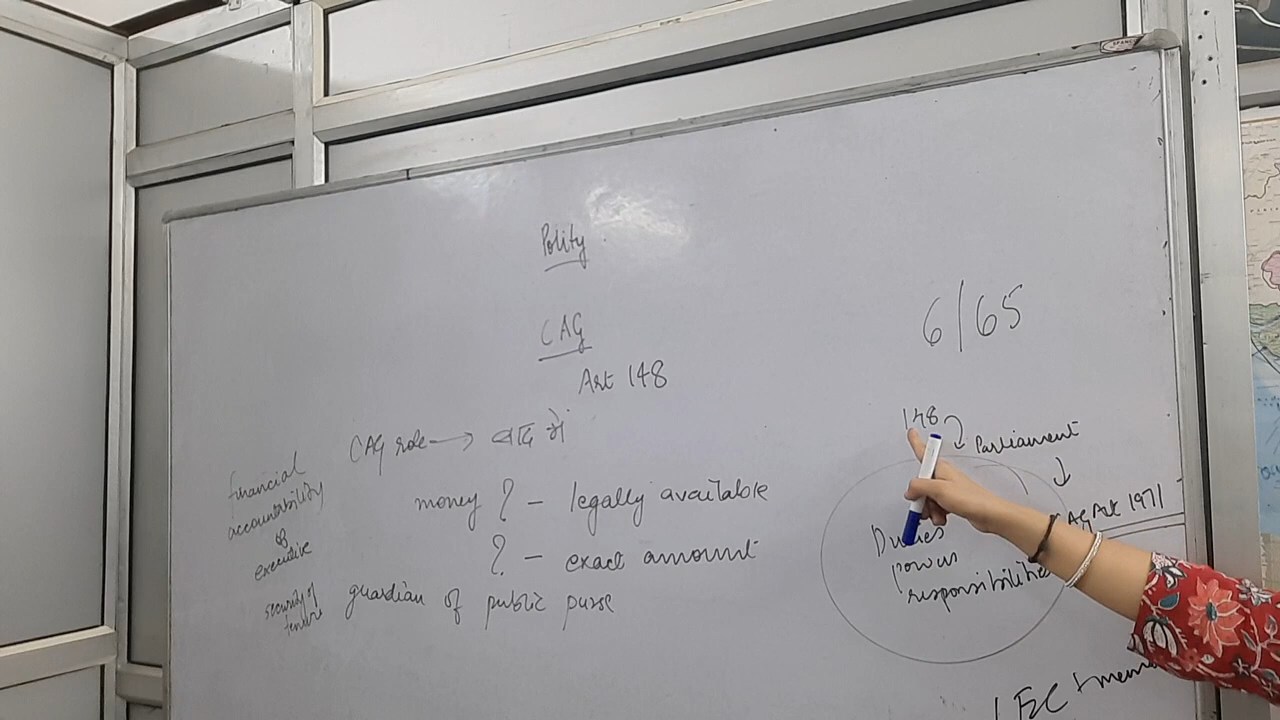 Polity
CAG
Art 148
CAG role → बाद में
financial
accountability
of
executive
money ? - legally available
? - exact amount
security of
tenure
guardian of public purse
6/65
148
Parliament
CAG Act 1971
Duties
powers
responsibilities